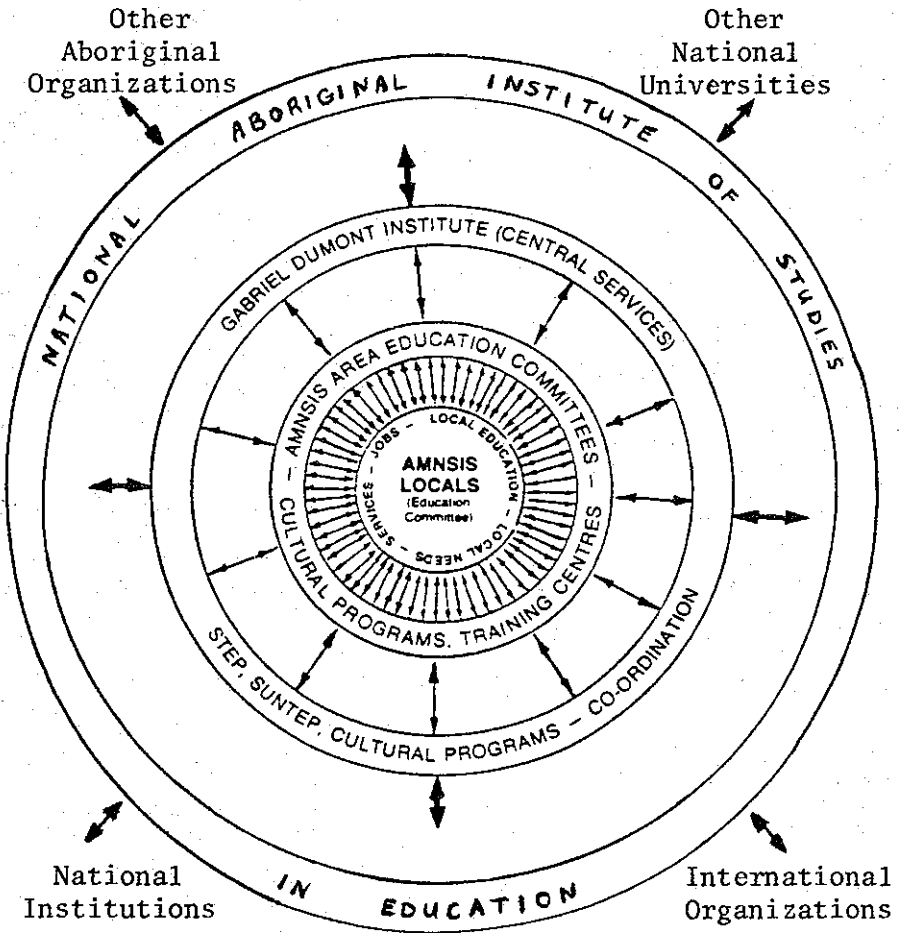 Other
Aboriginal
Organizations
Other
National
Universities
NATIONAL ABORIGINAL INSTITUTE OF STUDIES
IN EDUCATION
GABRIEL DUMONT INSTITUTE (CENTRAL SERVICES)
STEP, SUNTEP, CULTURAL PROGRAMS – CO-ORDINATION
– AMNSIS AREA EDUCATION COMMITTEES –
CULTURAL PROGRAMS. TRAINING CENTRES
LOCAL EDUCATION – LOCAL NEEDS – SERVICES – JOBS –
AMNSIS
LOCALS
(Education
Committee)
National
Institutions
International
Organizations